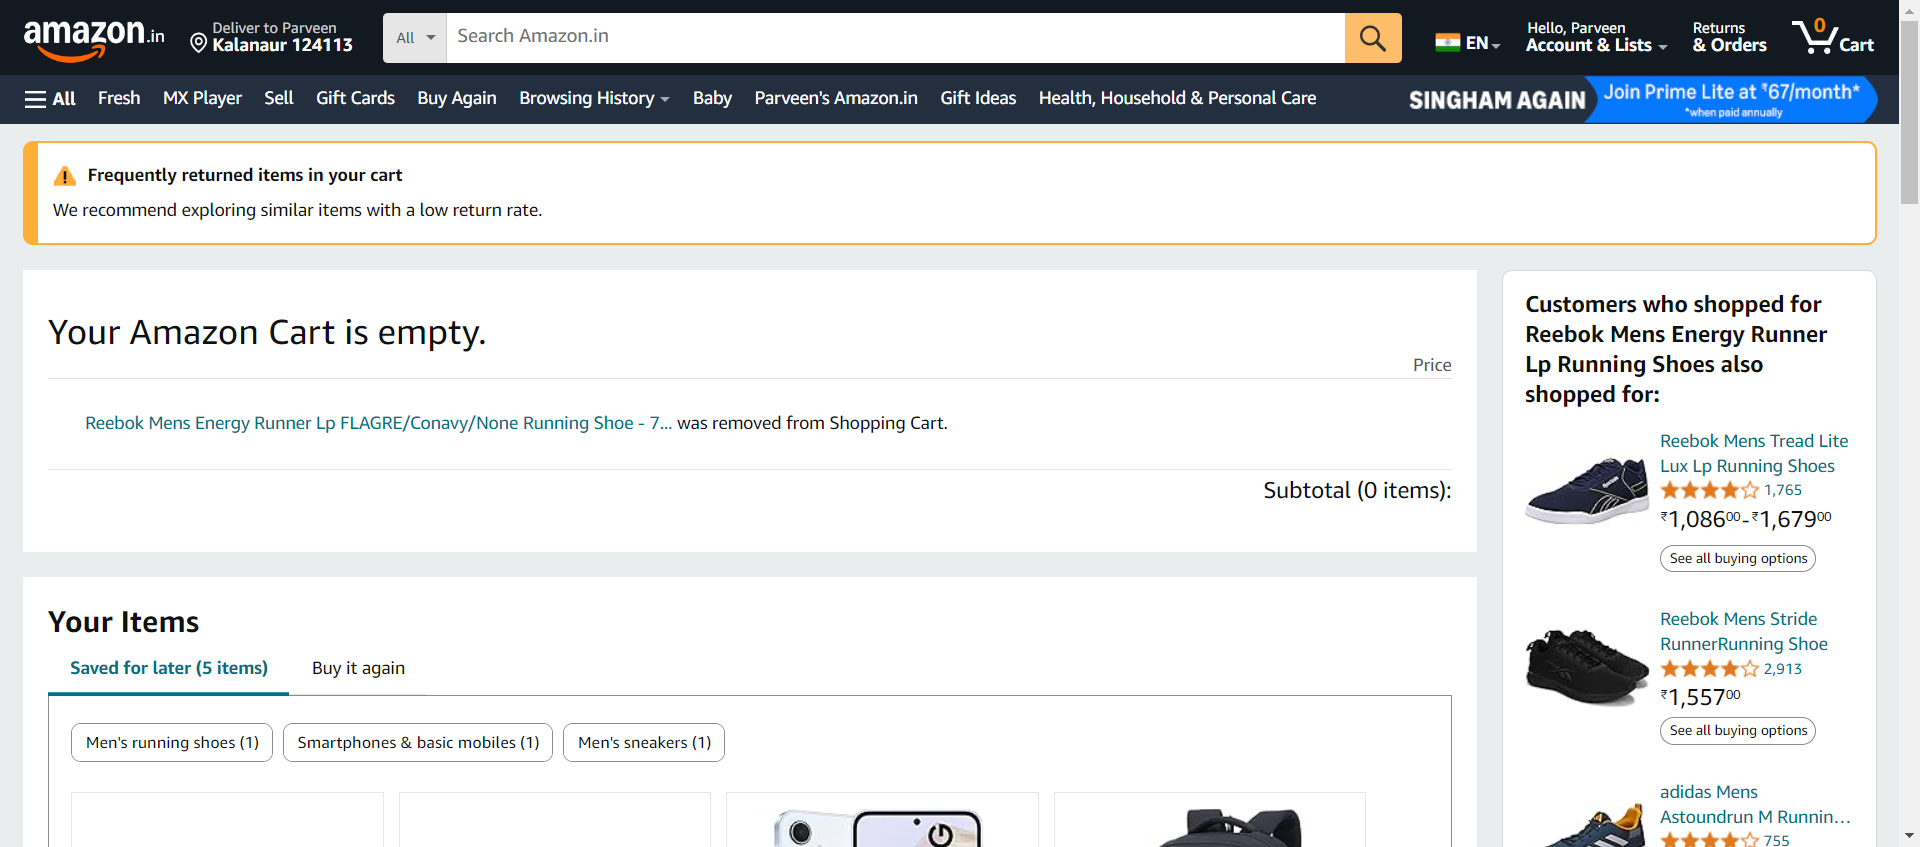 amazon.in
Deliver to Parveen
Kalanaur 124113
All
Search Amazon.in
EN
Hello, Parveen
Account & Lists
Returns
& Orders
0
Cart
All
Fresh
MX Player
Sell
Gift Cards
Buy Again
Browsing History
Baby
Parveen's Amazon.in
Gift Ideas
Health, Household & Personal Care
SINGHAM AGAIN
Join Prime Lite at ₹67/month*
*when paid annually
Frequently returned items in your cart
We recommend exploring similar items with a low return rate.
Your Amazon Cart is empty.
Price
Reebok Mens Energy Runner Lp FLAGRE/Conavy/None Running Shoe - 7... was removed from Shopping Cart.
Subtotal (0 items):
Your Items
Saved for later (5 items)
Buy it again
Men's running shoes (1)
Smartphones & basic mobiles (1)
Men's sneakers (1)
Customers who shopped for
Reebok Mens Energy Runner
Lp Running Shoes also
shopped for:
Reebok Mens Tread Lite
Lux Lp Running Shoes
1,765
₹1,08600-₹1,67900
See all buying options
Reebok Mens Stride
RunnerRunning Shoe
2,913
₹1,55700
See all buying options
adidas Mens
Astoundrun M Runnin...
755